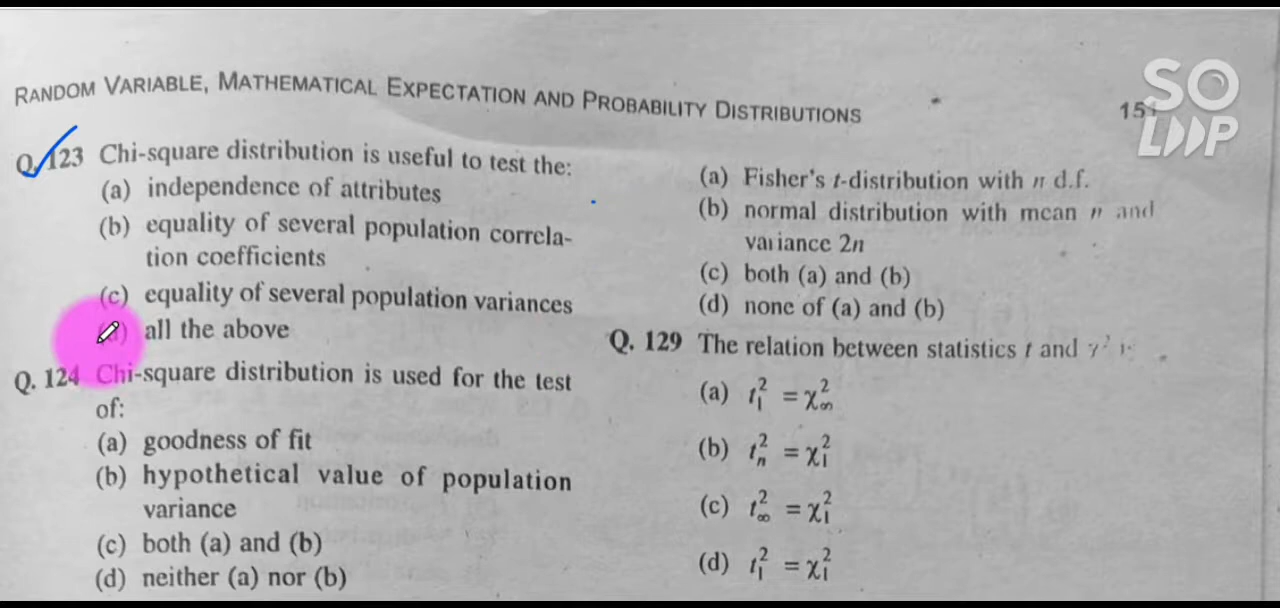 SO
LOOP
RANDOM VARIABLE, MATHEMATICAL EXPECTATION AND PROBABILITY DISTRIBUTIONS
Q. 123 Chi-square distribution is useful to test the:
(a) independence of attributes
(b) equality of several population correla-
tion coefficients
(c) equality of several population variances
(d) all the above
Q. 124 Chi-square distribution is used for the test
of:
(a) goodness of fit
(b) hypothetical value of population
variance
(c) both (a) and (b)
(d) neither (a) nor (b)
(a) Fisher's t-distribution with n d.f.
(b) normal distribution with mean n and
variance 2n
(c) both (a) and (b)
(d) none of (a) and (b)
Q. 129 The relation between statistics t and χ² is
(a) t₁² = χ∞²
(b) tₙ² = χ₁²
(c) t∞² = χ₁²
(d) t₁² = χ₁²